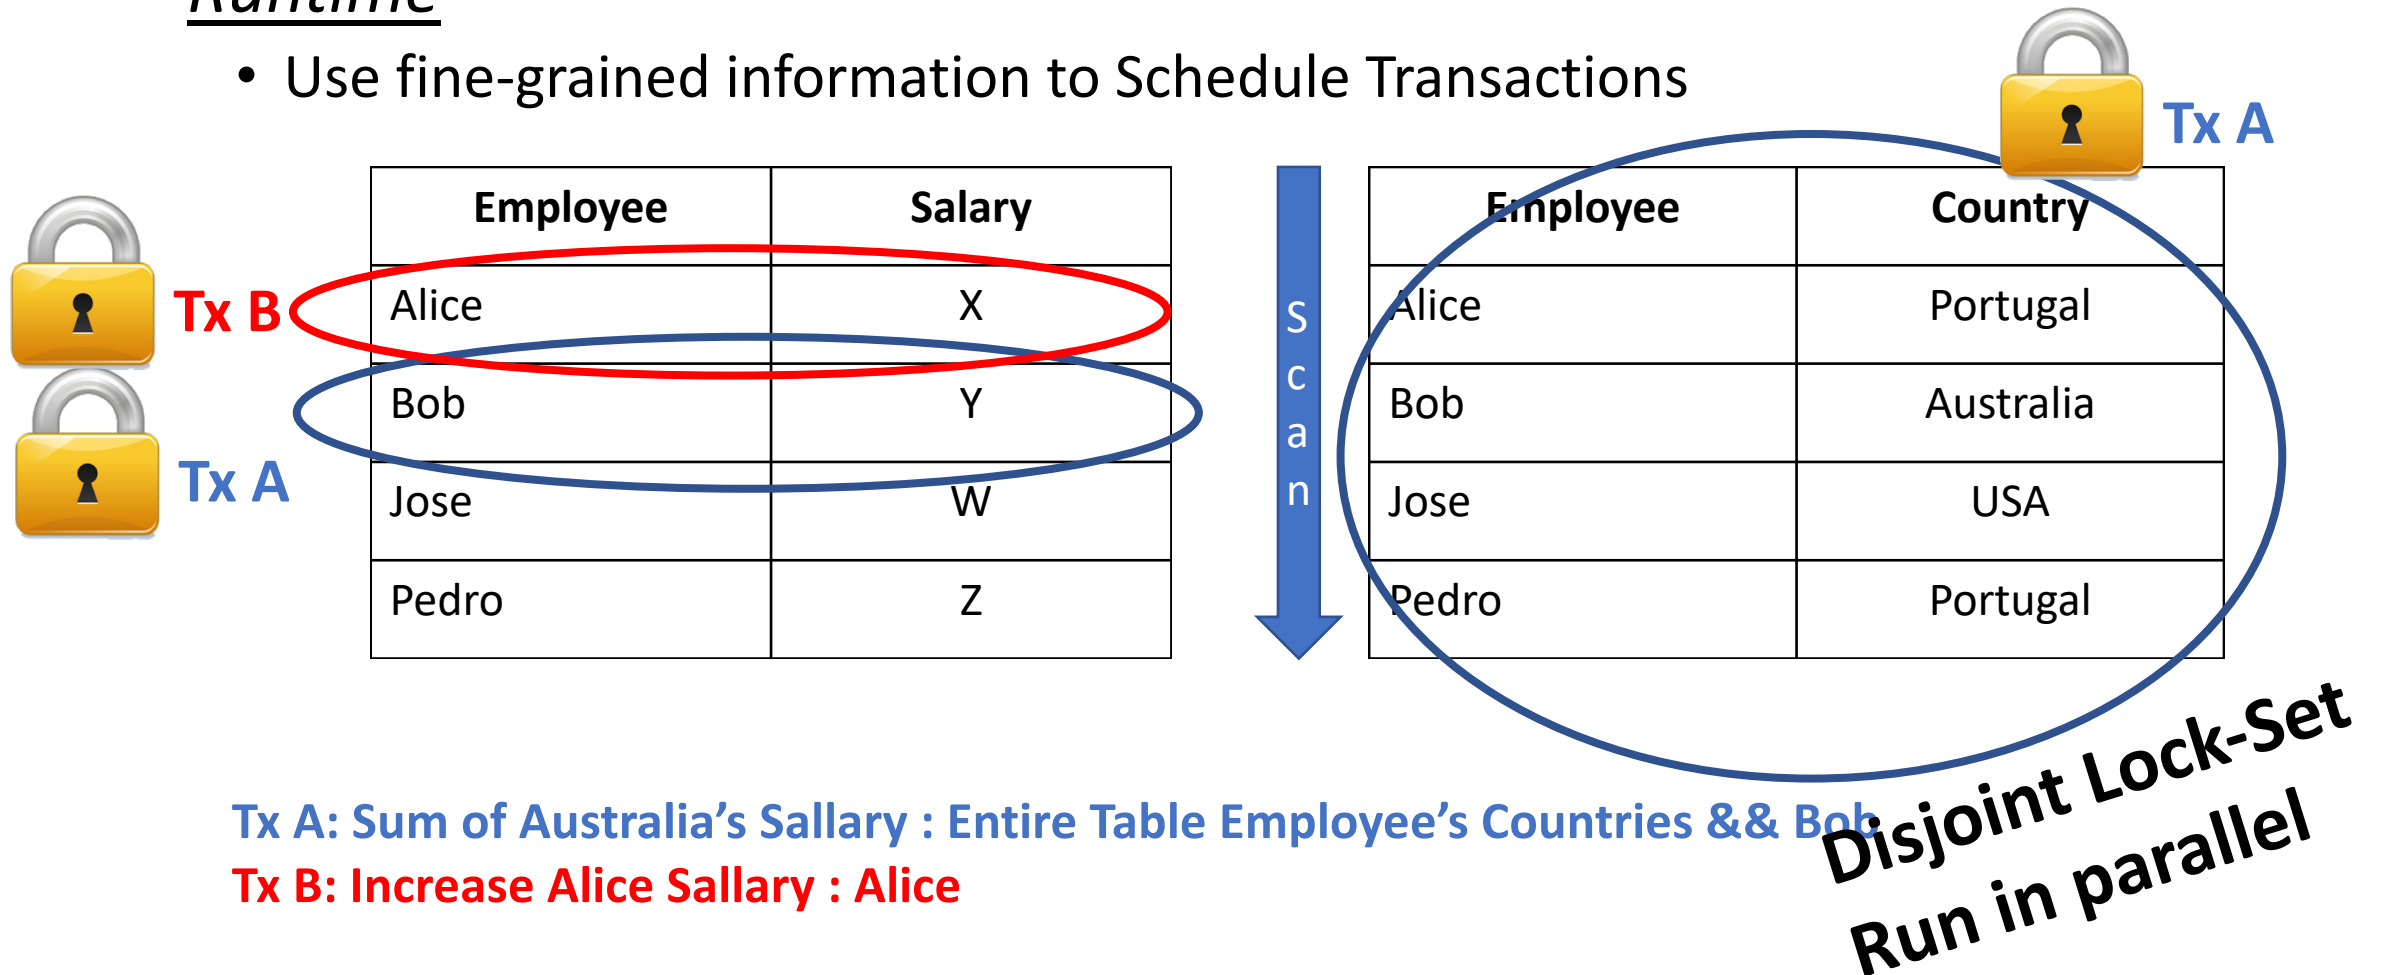 Runtime
• Use fine-grained information to Schedule Transactions
Tx A
Employee Salary
Alice X
Bob Y
Jose W
Pedro Z
Tx B
Tx A
Scan
Employee Country
Alice Portugal
Bob Australia
Jose USA
Pedro Portugal
Tx A: Sum of Australia's Sallary : Entire Table Employee's Countries && Bob
Tx B: Increase Alice Sallary : Alice
Disjoint Lock-Set
Run in parallel